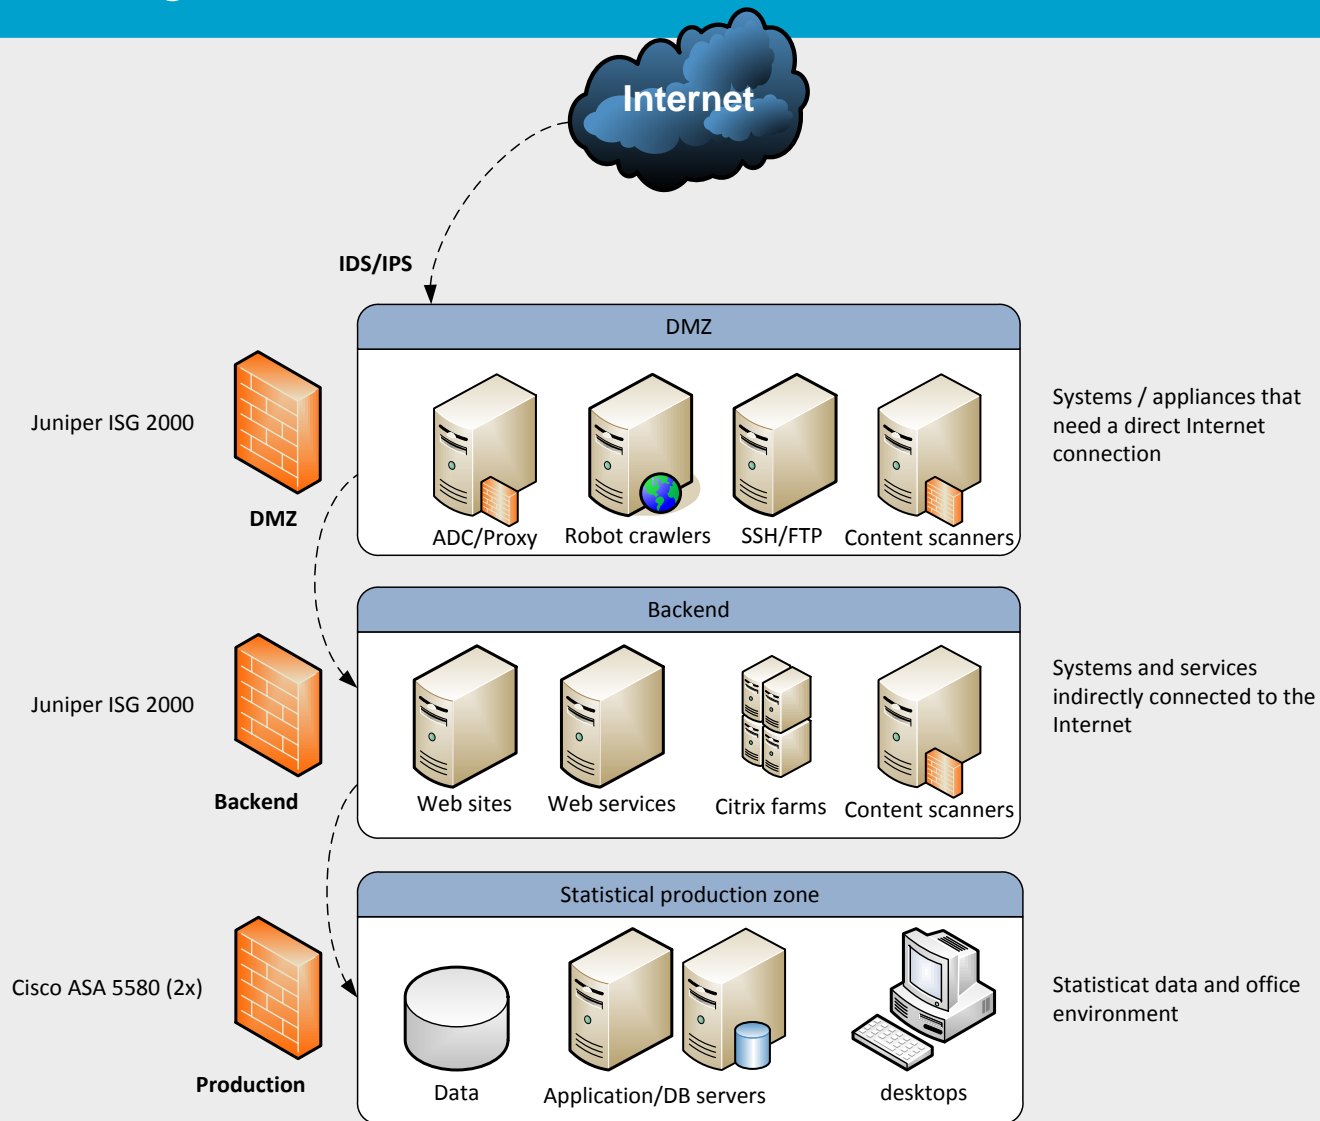 Internet
IDS/IPS
DMZ
Juniper ISG 2000
DMZ
ADC/Proxy
Robot crawlers
SSH/FTP
Content scanners
Systems / appliances that
need a direct Internet
connection
Backend
Juniper ISG 2000
Backend
Web sites
Web services
Citrix farms
Content scanners
Systems and services
indirectly connected to the
Internet
Statistical production zone
Cisco ASA 5580 (2x)
Production
Data
Application/DB servers
desktops
Statisticat data and office
environment